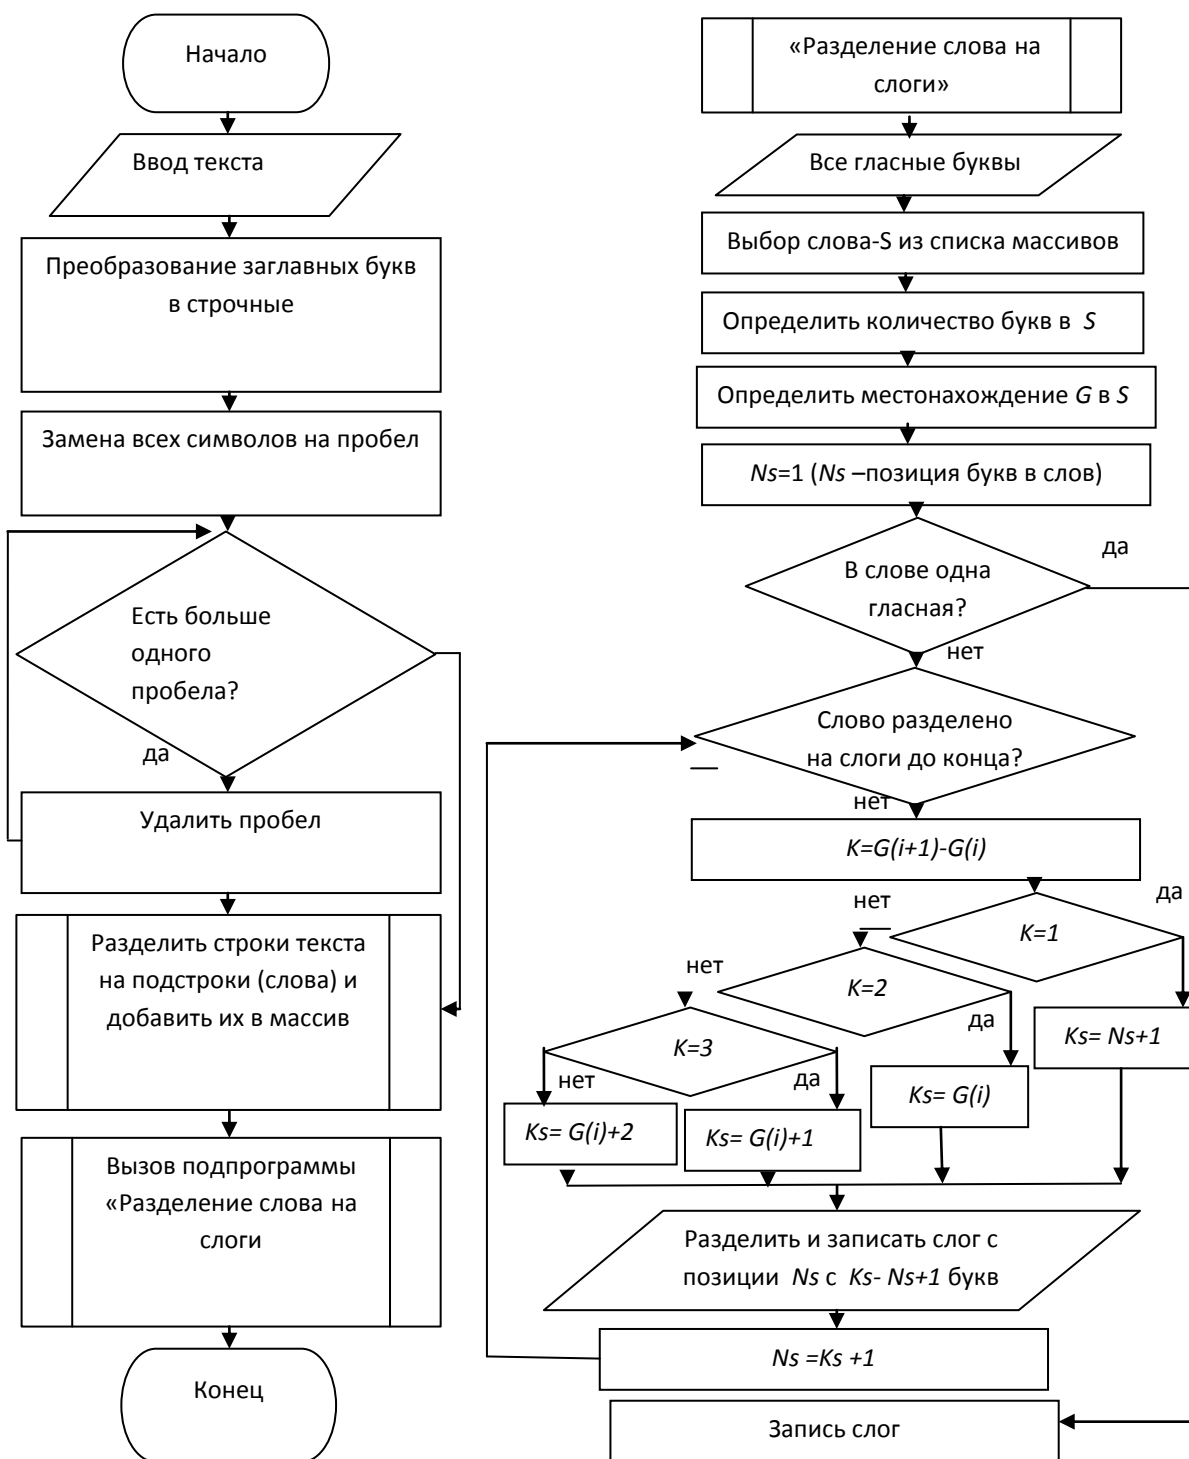 Начало
Ввод текста
Преобразование заглавных букв
в строчные
Замена всех символов на пробел
Есть больше
одного
пробела?
да
Удалить пробел
Разделить строки текста
на подстроки (слова) и
добавить их в массив
Вызов подпрограммы
«Разделение слова на
слоги
Конец
«Разделение слова на
слоги»
Все гласные буквы
Выбор слова-S из списка массивов
Определить количество букв в S
Определить местонахождение G в S
Ns=1 (Ns –позиция букв в слов)
да
В слове одна
гласная?
нет
Слово разделено
на слоги до конца?
нет
K=G(i+1)-G(i)
да
нет
K=1
нет
K=2
да
K=3
нет
да
Ks= Ns+1
Ks= G(i)
Ks= G(i)+2
Ks= G(i)+1
Разделить и записать слог с
позиции Ns с Ks- Ns+1 букв
Ns =Ks +1
Запись слог